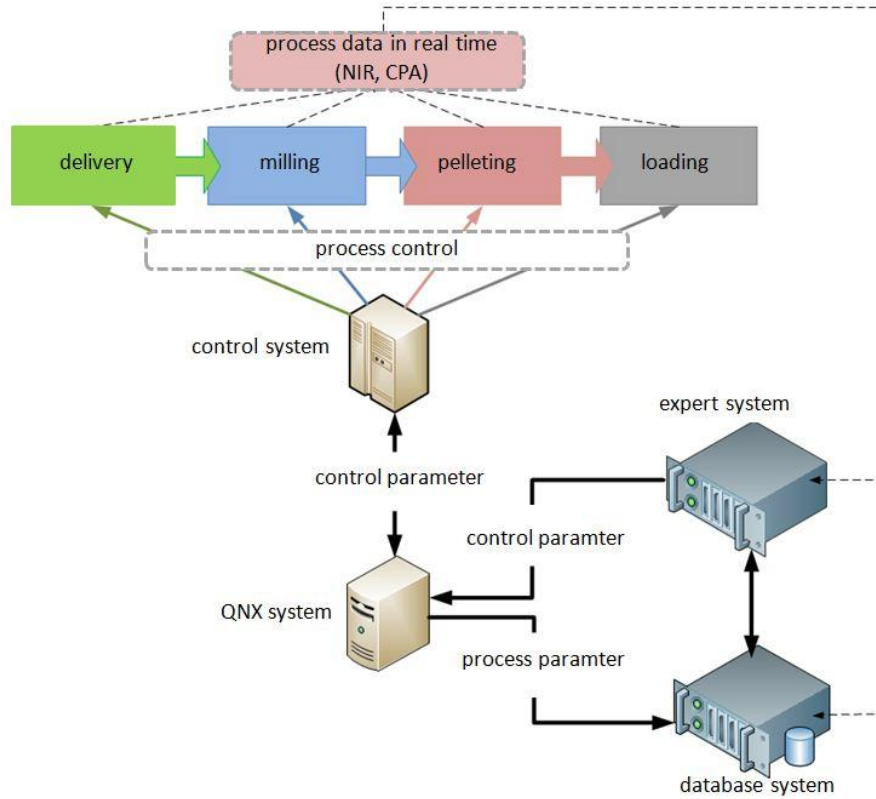 process data in real time
(NIR, CPA)
delivery
milling
pelleting
loading
process control
control system
expert system
control parameter
control paramter
QNX system
process paramter
database system